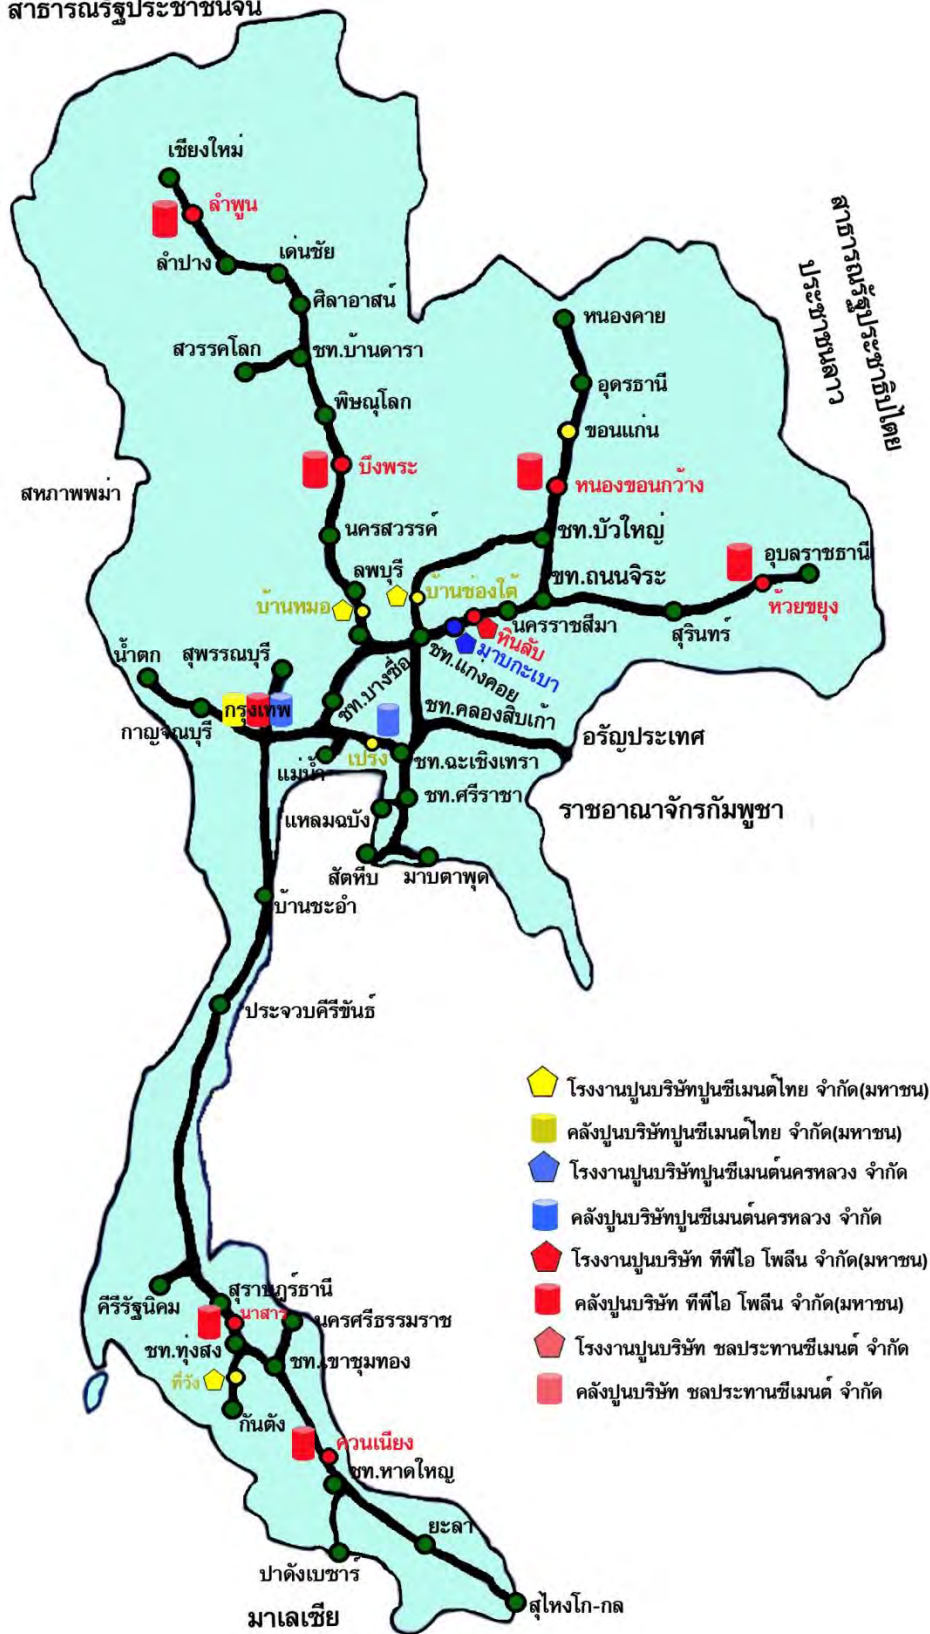 สาธารณรัฐประชาชนจีน
เชียงใหม่
ลำพูน
ลำปาง
เด่นชัย
ศิลาอาสน์
สวรรคโลก
ชท.บ้านดารา
พิษณุโลก
บึงพระ
สหภาพพม่า
นครสวรรค์
ลพบุรี
บ้านหมอ
หนองคาย
อุดรธานี
ขอนแก่น
หนองขอนกว้าง
ชท.บัวใหญ่
ขท.ถนนจิระ
สาธารณรัฐประชาธิปไตย
ประชาชนลาว
อุบลราชธานี
ห้วยขยุง
สุรินทร์
บ้านช่องใต้
นครราชสีมา
หินลับ
มาบกะเบา
ชท.แก่งคอย
ชท.บางซื่อ
ชท.คลองสิบเก้า
น้ำตก
สุพรรณบุรี
กาญจนบุรี
กรุงเทพ
แม่น้ำ
เปรง
ชท.ฉะเชิงเทรา
อรัญประเทศ
ชท.ศรีราชา
ราชอาณาจักรกัมพูชา
แหลมฉบัง
สัตหีบ
มาบตาพุด
บ้านชะอำ
ประจวบคีรีขันธ์
โรงงานปูนบริษัทปูนซีเมนต์ไทย จำกัด(มหาชน)
คลังปูนบริษัทปูนซีเมนต์ไทย จำกัด(มหาชน)
โรงงานปูนบริษัทปูนซีเมนต์นครหลวง จำกัด
คลังปูนบริษัทปูนซีเมนต์นครหลวง จำกัด
โรงงานปูนบริษัท ทีพีไอ โพลีน จำกัด(มหาชน)
คลังปูนบริษัท ทีพีไอ โพลีน จำกัด(มหาชน)
โรงงานปูนบริษัท ชลประทานซีเมนต์ จำกัด
คลังปูนบริษัท ชลประทานซีเมนต์ จำกัด
คีรีรัฐนิคม
สุราษฎร์ธานี
นาสาร
นครศรีธรรมราช
ชท.ทุ่งสง
ชท.เขาชุมทอง
ที่วัง
กันตัง
ควนเนียง
ชท.หาดใหญ่
ยะลา
ปาดังเบซาร์
สุไหงโก-กล
มาเลเซีย